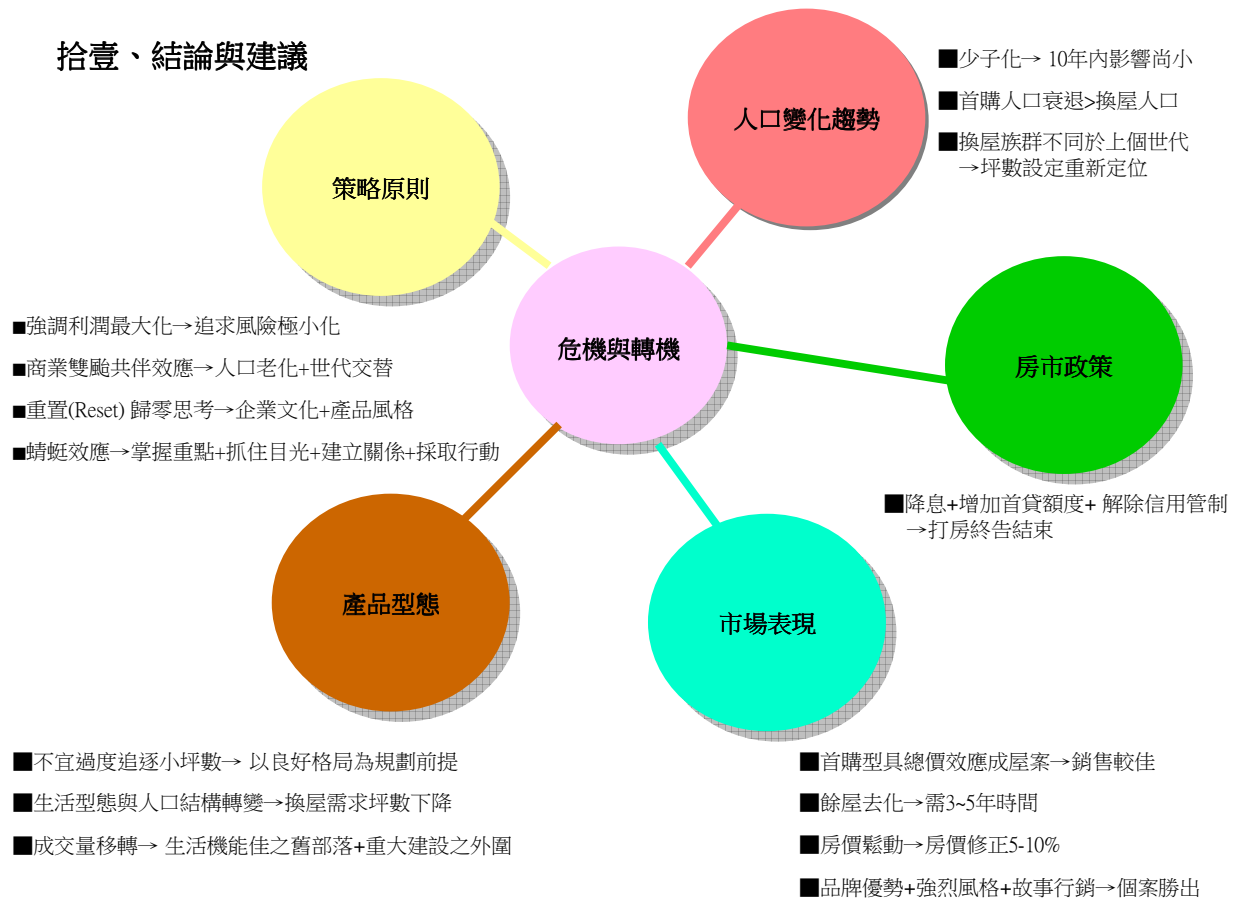 拾壹、結論與建議
人口變化趨勢
■少子化→ 10年內影響尚小
■首購人口衰退>換屋人口
■換屋族群不同於上個世代
→坪數設定重新定位
策略原則
■強調利潤最大化→追求風險極小化
■商業雙颱共伴效應→人口老化+世代交替
■重置(Reset) 歸零思考→企業文化+產品風格
■蜻蜓效應→掌握重點+抓住目光+建立關係+採取行動
危機與轉機
房市政策
■降息+增加首貸額度+ 解除信用管制
→打房終告結束
產品型態
■不宜過度追逐小坪數→ 以良好格局為規劃前提
■生活型態與人口結構轉變→換屋需求坪數下降
■成交量移轉→ 生活機能佳之舊部落+重大建設之外圍
市場表現
■首購型具總價效應成屋案→銷售較佳
■餘屋去化→需3~5年時間
■房價鬆動→房價修正5-10%
■品牌優勢+強烈風格+故事行銷→個案勝出